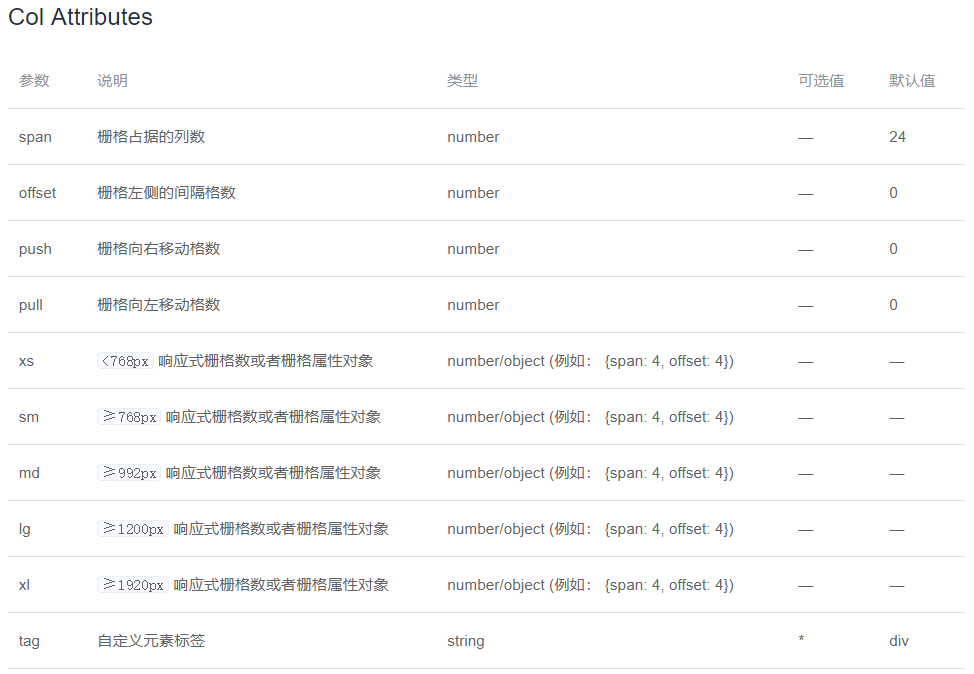 Col Attributes
参数 说明 类型 可选值 默认值
span 栅格占据的列数 number — 24
offset 栅格左侧的间隔格数 number — 0
push 栅格向右移动格数 number — 0
pull 栅格向左移动格数 number — 0
xs <768px 响应式栅格数或者栅格属性对象 number/object (例如： {span: 4, offset: 4}) — —
sm ≥768px 响应式栅格数或者栅格属性对象 number/object (例如： {span: 4, offset: 4}) — —
md ≥992px 响应式栅格数或者栅格属性对象 number/object (例如： {span: 4, offset: 4}) — —
lg ≥1200px 响应式栅格数或者栅格属性对象 number/object (例如： {span: 4, offset: 4}) — —
xl ≥1920px 响应式栅格数或者栅格属性对象 number/object (例如： {span: 4, offset: 4}) — —
tag 自定义元素标签 string * div